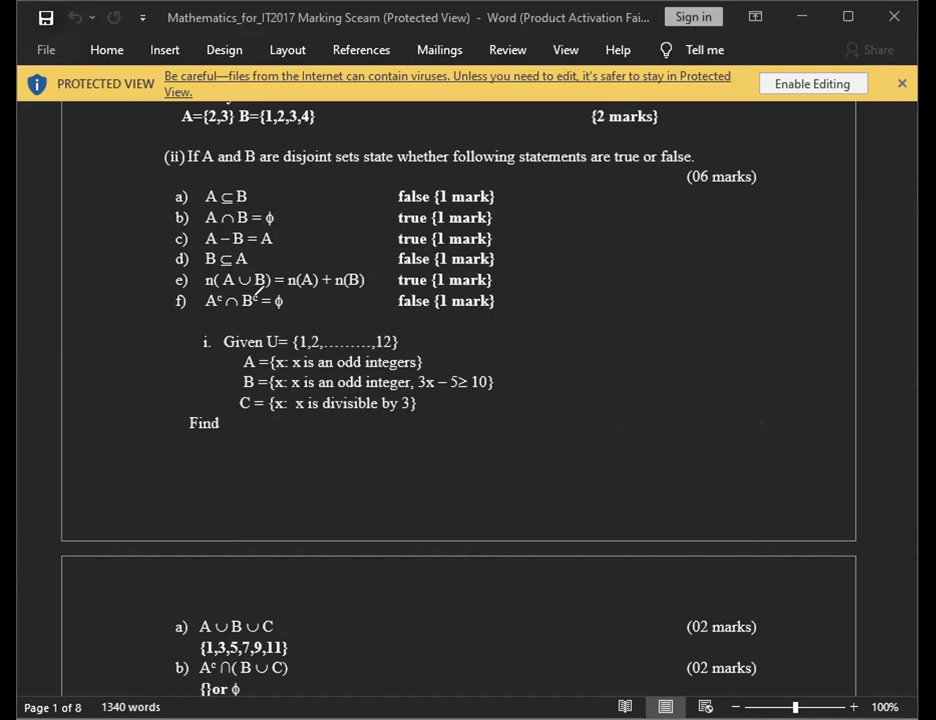 Mathematics_for_IT2017 Marking Sceam (Protected View) - Word (Product Activation Fai...
Sign in
File Home Insert Design Layout References Mailings Review View Help Tell me Share
PROTECTED VIEW Be careful—files from the Internet can contain viruses. Unless you need to edit, it's safer to stay in Protected View. Enable Editing
A={2,3} B={1,2,3,4} {2 marks}
(ii) If A and B are disjoint sets state whether following statements are true or false.
(06 marks)
a) A ⊆ B false {1 mark}
b) A ∩ B = ϕ true {1 mark}
c) A – B = A true {1 mark}
d) B ⊆ A false {1 mark}
e) n( A ∪ B) = n(A) + n(B) true {1 mark}
f) Aᶜ ∩ Bᶜ = ϕ false {1 mark}
i. Given U= {1,2,………,12}
A ={x: x is an odd integers}
B ={x: x is an odd integer, 3x – 5≥ 10}
C = {x: x is divisible by 3}
Find
a) A ∪ B ∪ C (02 marks)
{1,3,5,7,9,11}
b) Aᶜ ∩( B ∪ C) (02 marks)
{}or ϕ
Page 1 of 8 1340 words 100%